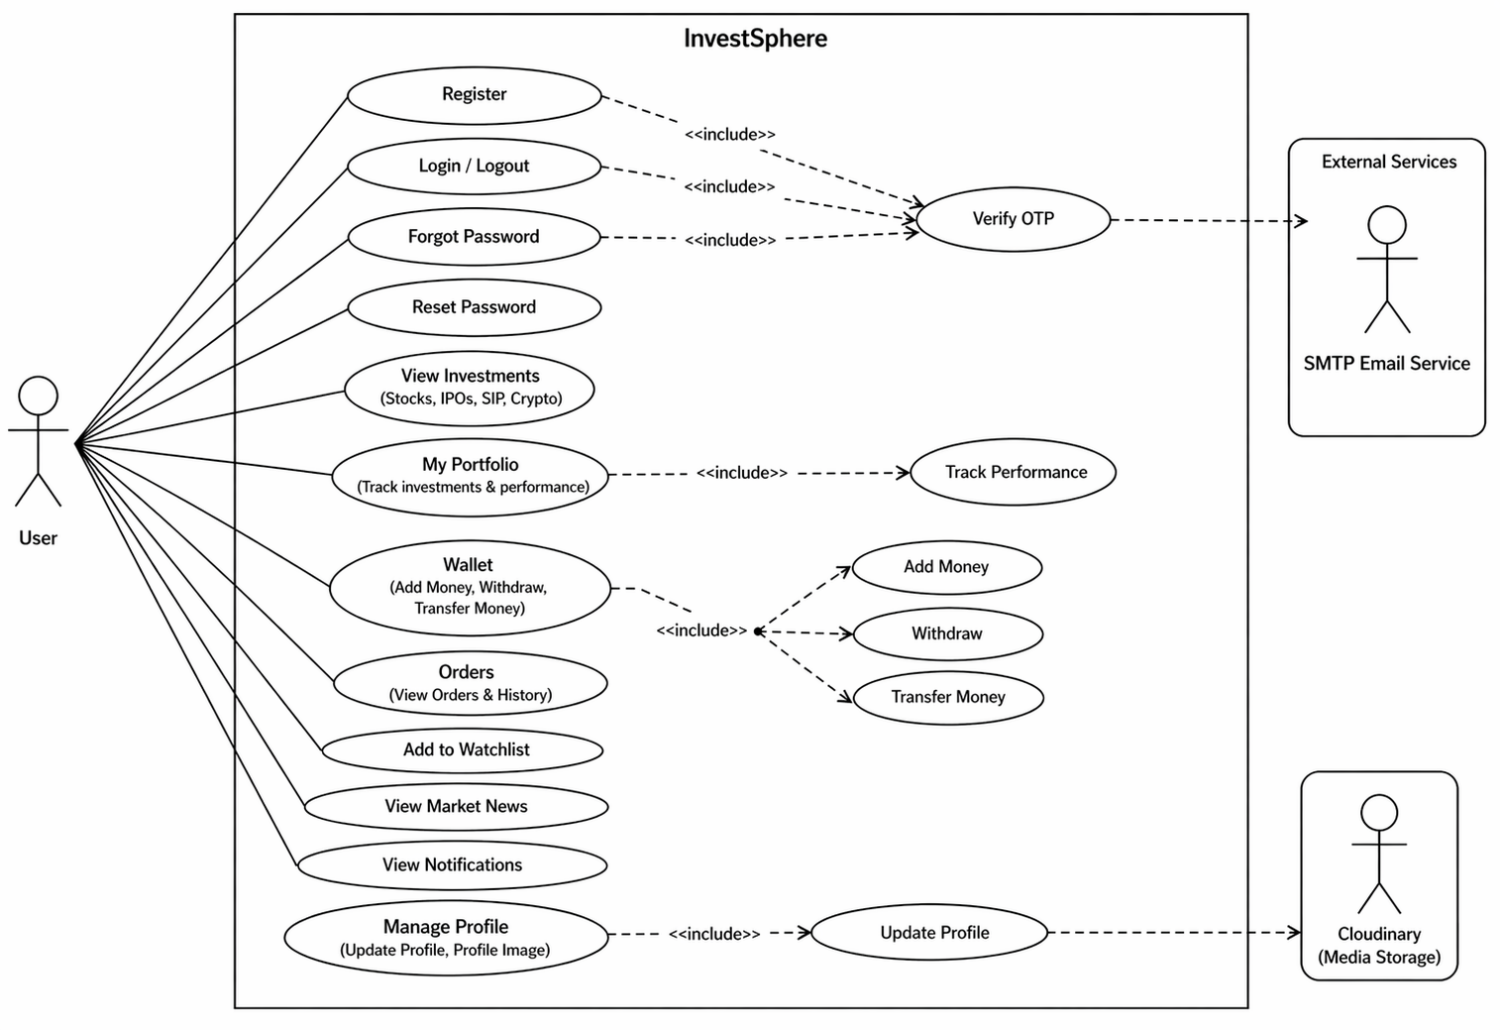 InvestSphere
Register
<<include>>
External Services
Login / Logout
<<include>>
Verify OTP
Forgot Password
<<include>>
Reset Password
SMTP Email Service
View Investments
(Stocks, IPOs, SIP, Crypto)
My Portfolio
(Track investments & performance)
<<include>>
Track Performance
User
Wallet
(Add Money, Withdraw,
Transfer Money)
<<include>>
Add Money
Withdraw
Transfer Money
Orders
(View Orders & History)
Add to Watchlist
View Market News
View Notifications
Manage Profile
(Update Profile, Profile Image)
<<include>>
Update Profile
Cloudinary
(Media Storage)